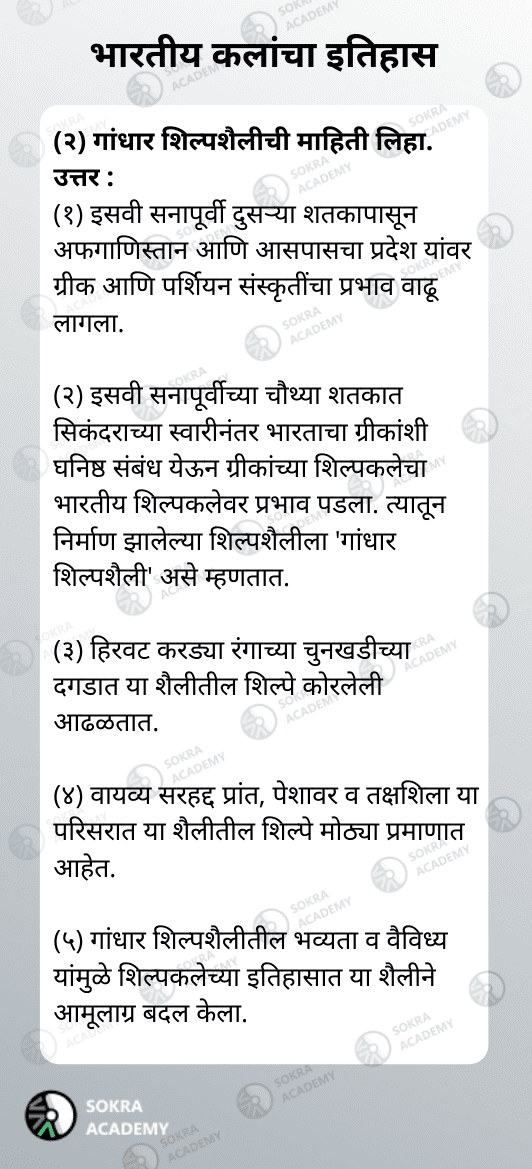 भारतीय कलांचा इतिहास
(२) गांधार शिल्पशैलीची माहिती लिहा.
उत्तर :
(१) इसवी सनापूर्वी दुसऱ्या शतकापासून
अफगाणिस्तान आणि आसपासचा प्रदेश यांवर
ग्रीक आणि पर्शियन संस्कृतींचा प्रभाव वाढू
लागला.
(२) इसवी सनापूर्वीच्या चौथ्या शतकात
सिकंदराच्या स्वारीनंतर भारताचा ग्रीकांशी
घनिष्ठ संबंध येऊन ग्रीकांच्या शिल्पकलेचा
भारतीय शिल्पकलेवर प्रभाव पडला. त्यातून
निर्माण झालेल्या शिल्पशैलीला 'गांधार
शिल्पशैली' असे म्हणतात.
(३) हिरवट करड्या रंगाच्या चुनखडीच्या
दगडात या शैलीतील शिल्पे कोरलेली
आढळतात.
(४) वायव्य सरहद्द प्रांत, पेशावर व तक्षशिला या
परिसरात या शैलीतील शिल्पे मोठ्या प्रमाणात
आहेत.
(५) गांधार शिल्पशैलीतील भव्यता व वैविध्य
यांमुळे शिल्पकलेच्या इतिहासात या शैलीने
आमूलाग्र बदल केला.
SOKRA
ACADEMY